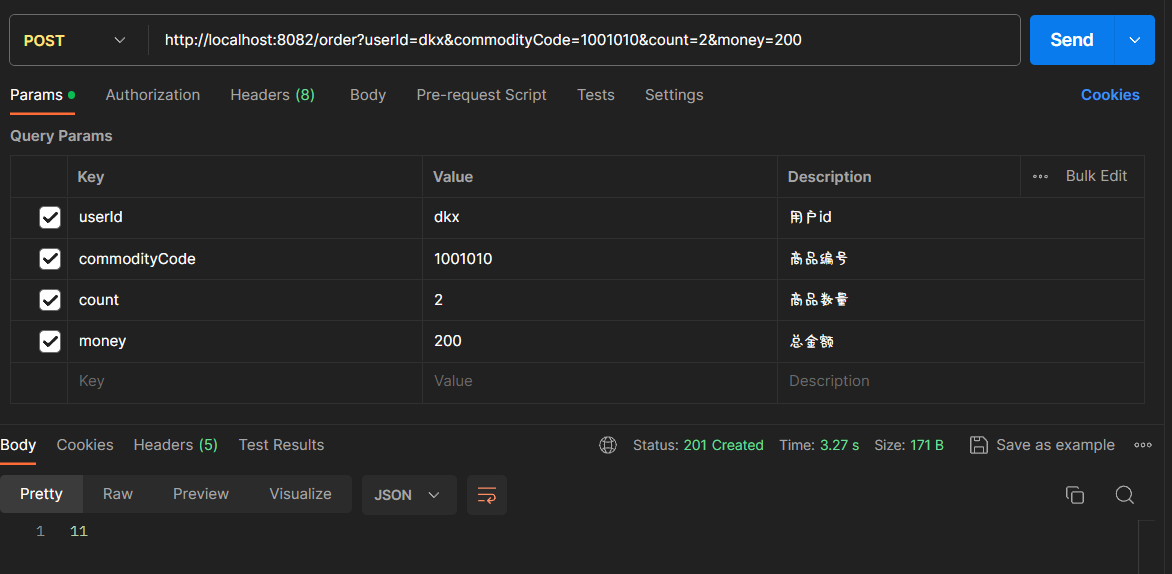 POST http://localhost:8082/order?userId=dkx&commodityCode=1001010&count=2&money=200 Send
Params Authorization Headers (8) Body Pre-request Script Tests Settings Cookies
Query Params
Key Value Description Bulk Edit
userId dkx 用户id
commodityCode 1001010 商品编号
count 2 商品数量
money 200 总金额
Key Value Description
Body Cookies Headers (5) Test Results Status: 201 Created Time: 3.27 s Size: 171 B Save as example
Pretty Raw Preview Visualize JSON
1 11